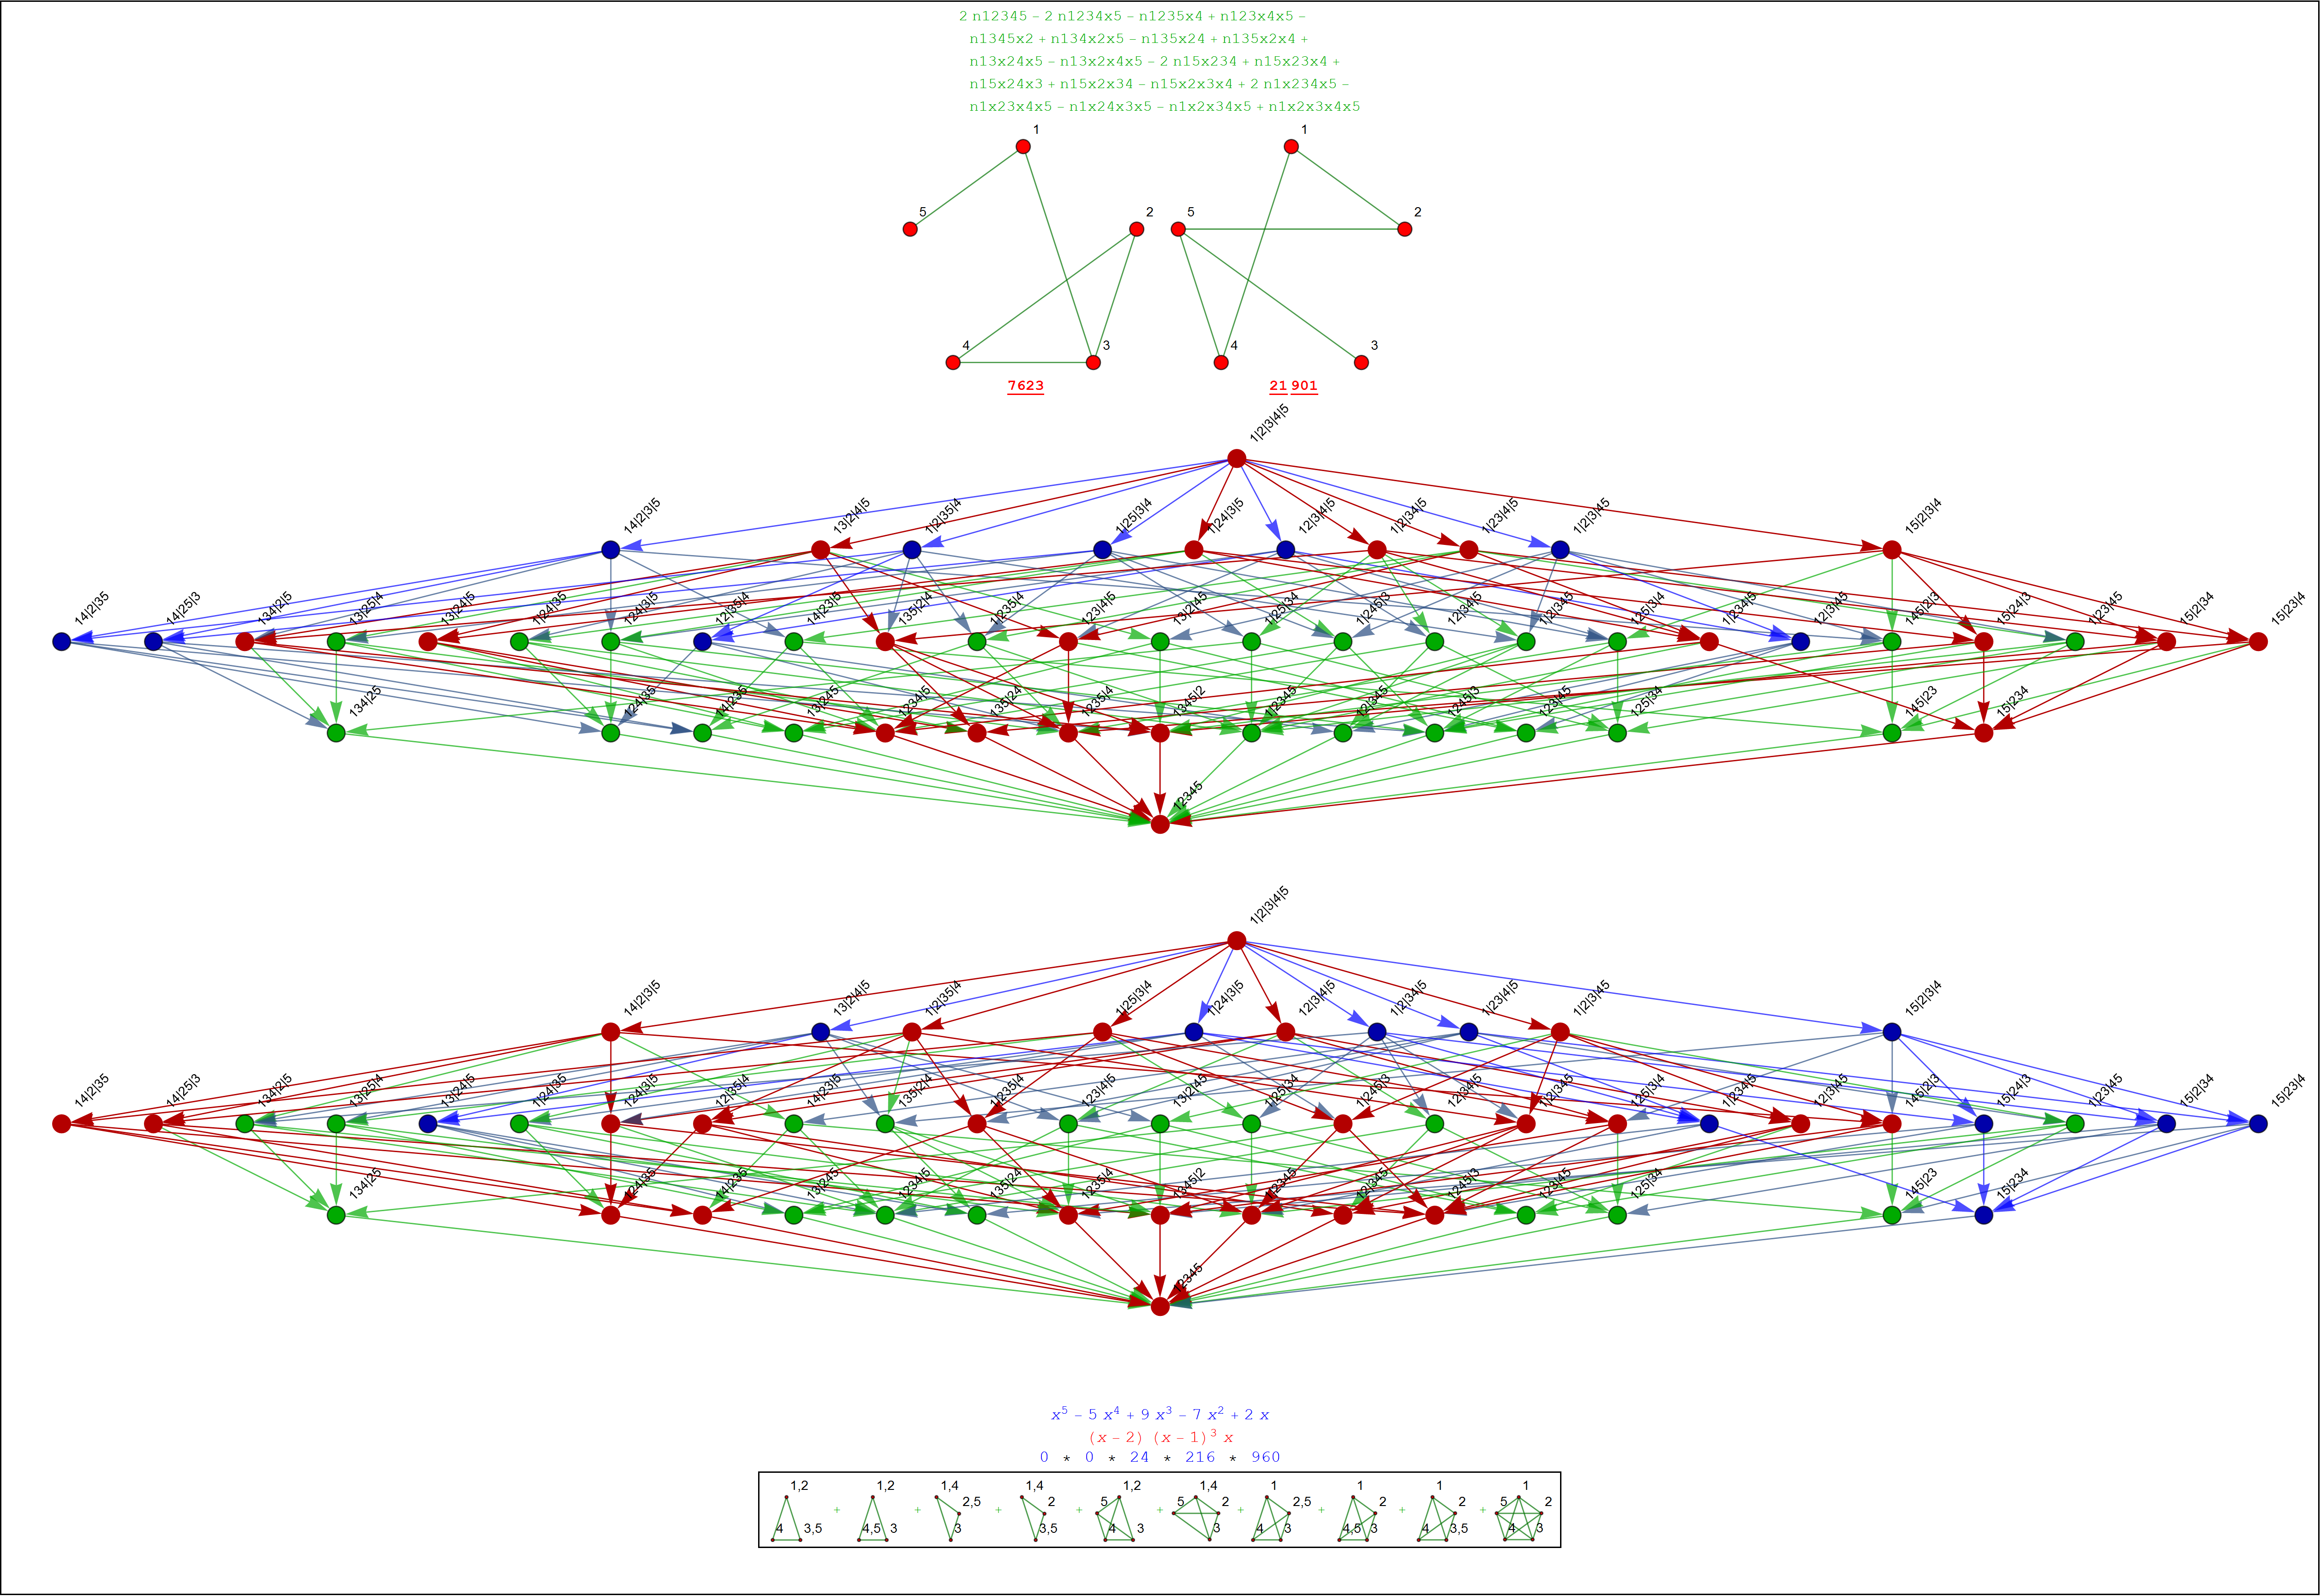 2 n12345 − 2 n1234x5 − n1235x4 + n123x4x5 −
n1345x2 + n134x2x5 − n135x24 + n135x2x4 +
n13x24x5 − n13x2x4x5 − 2 n15x234 + n15x23x4 +
n15x24x3 + n15x2x34 − n15x2x3x4 + 2 n1x234x5 −
n1x23x4x5 − n1x24x3x5 − n1x2x34x5 + n1x2x3x4x5
1 1
5 2 5 2
4 3 4 3
7623 21 901
1|2|3|4|5
14|2|3|5 13|2|4|5 1|2|35|4 1|25|3|4 1|24|3|5 12|3|4|5 1|2|34|5 1|23|4|5 1|2|3|45 15|2|3|4
14|2|35 14|25|3 134|2|5 13|25|4 13|24|5 1|24|35 124|3|5 12|35|4 14|23|5 135|2|4 1|235|4 123|4|5 13|2|45 1|25|34 1|245|3 12|34|5 1|2|345 125|3|4 1|234|5 12|3|45 145|2|3 15|24|3 1|23|45 15|2|34 15|23|4
134|25 124|35 14|235 13|245 1234|5 135|24 1235|4 1345|2 1|2345 12|345 1245|3 123|45 125|34 145|23 15|234
12345
1|2|3|4|5
14|2|3|5 13|2|4|5 1|2|35|4 1|25|3|4 1|24|3|5 12|3|4|5 1|2|34|5 1|23|4|5 1|2|3|45 15|2|3|4
14|2|35 14|25|3 134|2|5 13|25|4 13|24|5 1|24|35 124|3|5 12|35|4 14|23|5 135|2|4 1|235|4 123|4|5 13|2|45 1|25|34 1|245|3 12|34|5 1|2|345 125|3|4 1|234|5 12|3|45 145|2|3 15|24|3 1|23|45 15|2|34 15|23|4
134|25 124|35 14|235 13|245 1234|5 135|24 1235|4 1345|2 1|2345 12|345 1245|3 123|45 125|34 145|23 15|234
12345
x⁵ − 5 x⁴ + 9 x³ − 7 x² + 2 x
(x − 2) (x − 1)³ x
0 * 0 * 24 * 216 * 960
1,2 1,2 1,4 1,4 1,2 1,4 1 1 1 1
2,5 2 5 5 2 2,5 2 2 5 2
+ + + + + + + + +
4 3,5 4,5 3 3 3,5 4 3 3 4 3 4,5 3 4 3,5 4 3